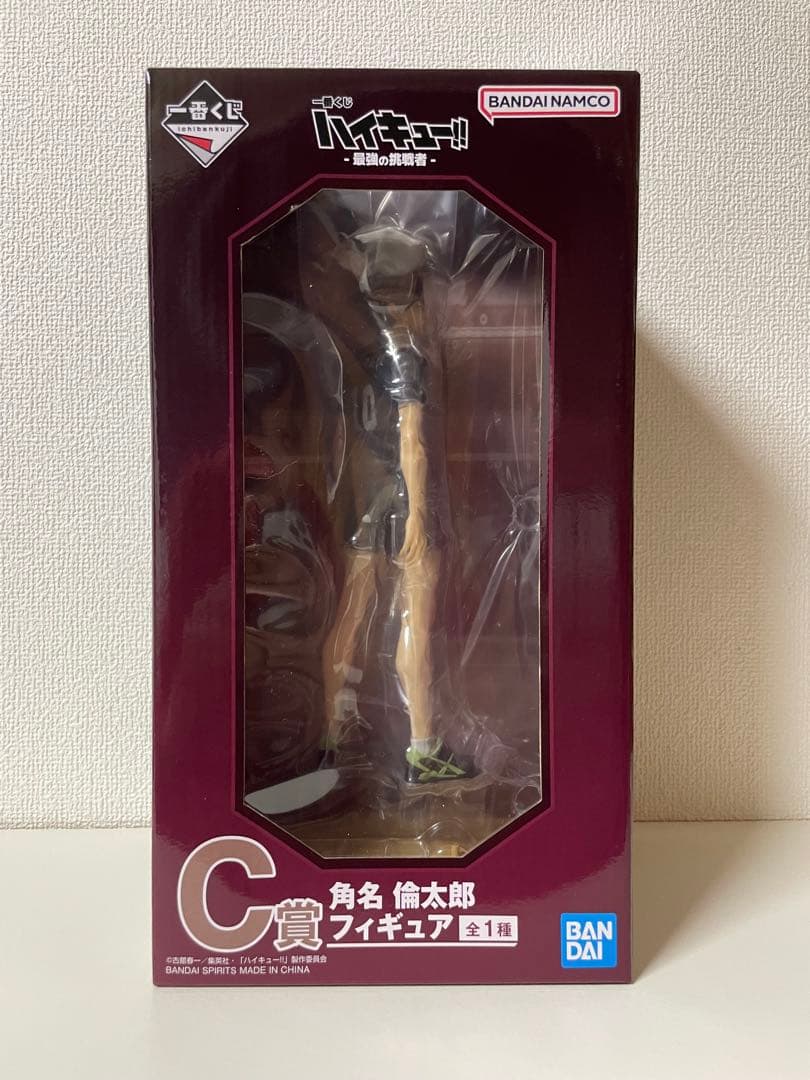 一番くじ
ichibankuji
一番くじ
ハイキュー!!
- 最強の挑戦者 -
BANDAI NAMCO
C賞
角名 倫太郎
フィギュア 全1種
©古舘春一/集英社・「ハイキュー!!」製作委員会
BANDAI SPIRITS MADE IN CHINA
BAN
DAI